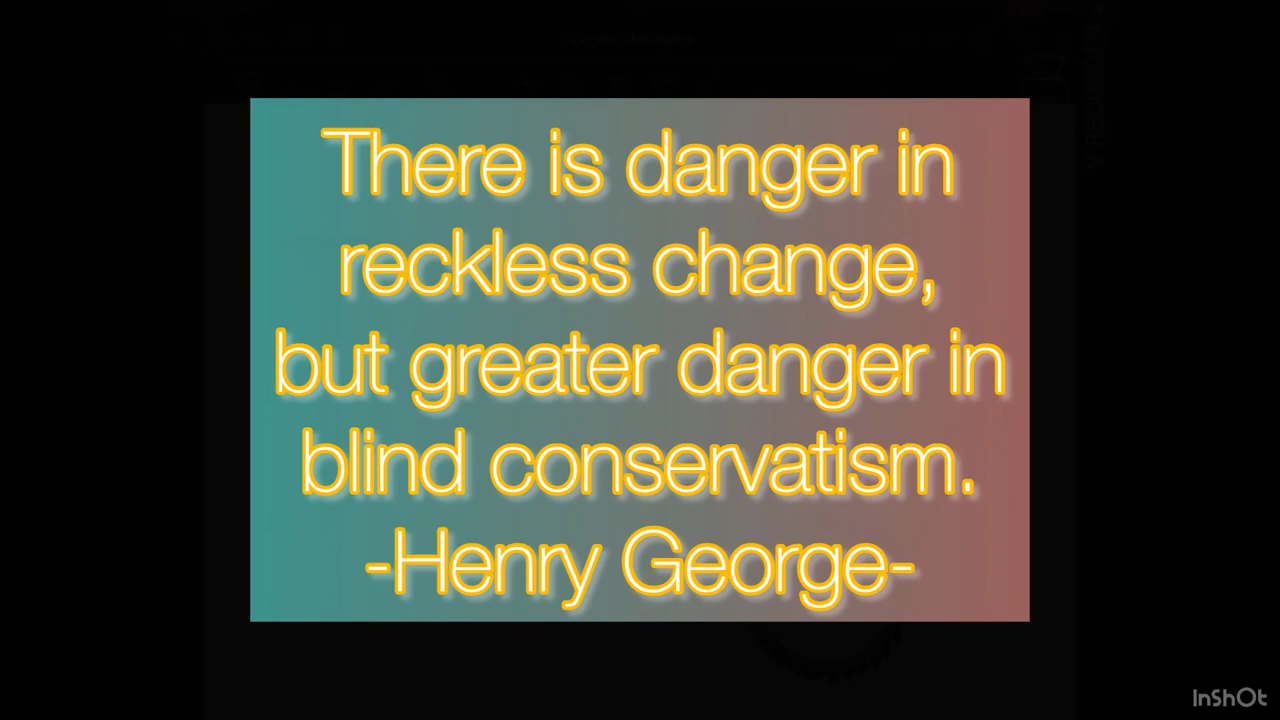 There is danger in
reckless change,
but greater danger in
blind conservatism.
-Henry George-
InShOt